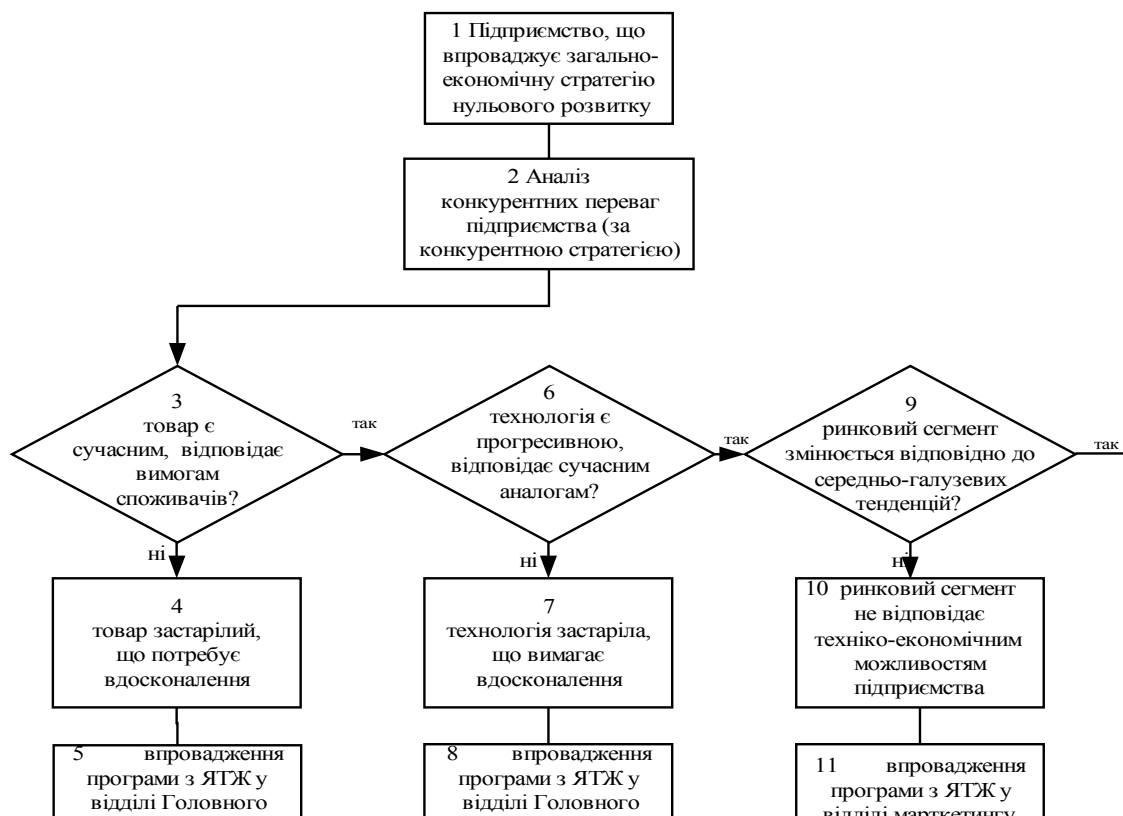 1 Підприємство, що
впроваджує загально-
економічну стратегію
нульового розвитку
2 Аналіз
конкурентних переваг
підприємства (за
конкурентною стратегією)
3
товар є
сучасним, відповідає
вимогам
споживачів?
так
6
технологія є
прогресивною,
відповідає сучасним
аналогам?
так
9
ринковий сегмент
змінюється відповідно до
середньо-галузевих
тенденцій?
так
ні
ні
ні
4
товар застарілий,
що потребує
вдосконалення
7
технологія застаріла,
що вимагає
вдосконалення
10 ринковий сегмент
не відповідає
техніко-економічним
можливостям
підприємства
5 впровадження
програми з ЯТЖ у
відділі Головного
8 впровадження
програми з ЯТЖ у
відділі Головного
11 впровадження
програми з ЯТЖ у
відділі марткетингу